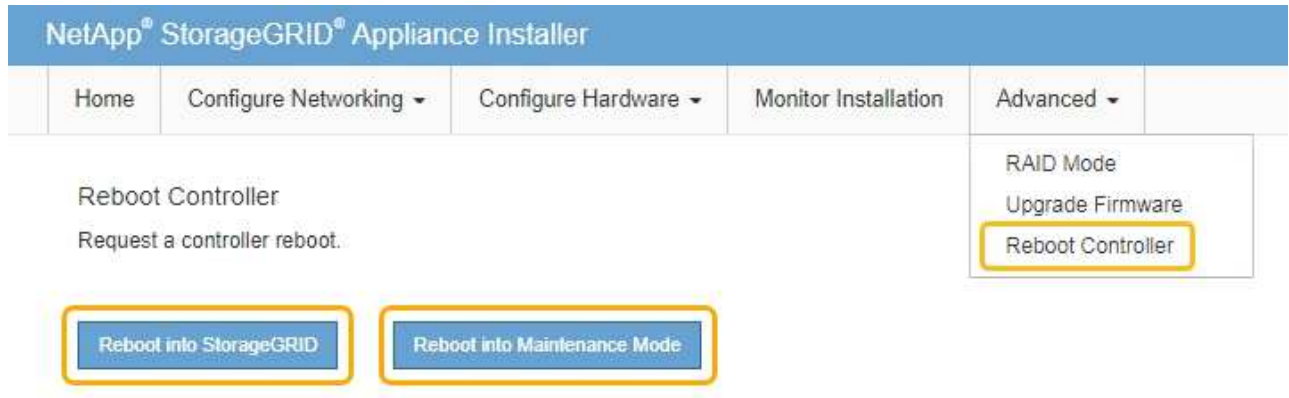 NetApp® StorageGRID® Appliance Installer
Home Configure Networking Configure Hardware Monitor Installation Advanced
RAID Mode
Upgrade Firmware
Reboot Controller
Reboot Controller
Request a controller reboot.
Reboot into StorageGRID Reboot into Maintenance Mode